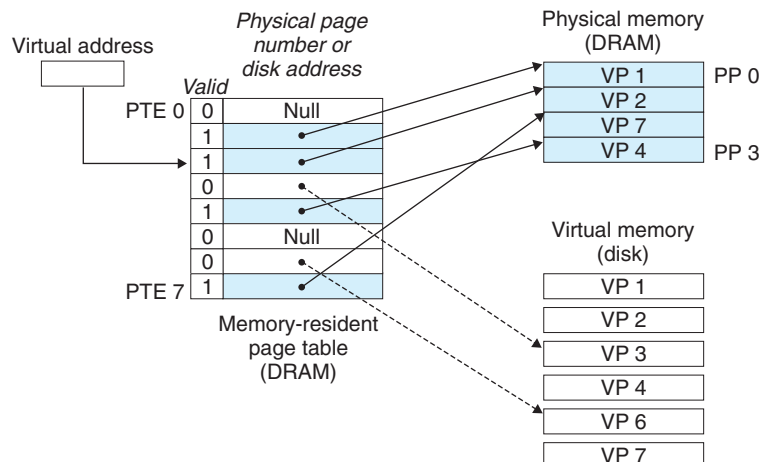 Physical page
number or
disk address
Virtual address
Valid
PTE 0 0 Null
1
1
0
1
0 Null
0
PTE 7 1
Memory-resident
page table
(DRAM)
Physical memory
(DRAM)
VP 1 PP 0
VP 2
VP 7
VP 4 PP 3
Virtual memory
(disk)
VP 1
VP 2
VP 3
VP 4
VP 6
VP 7